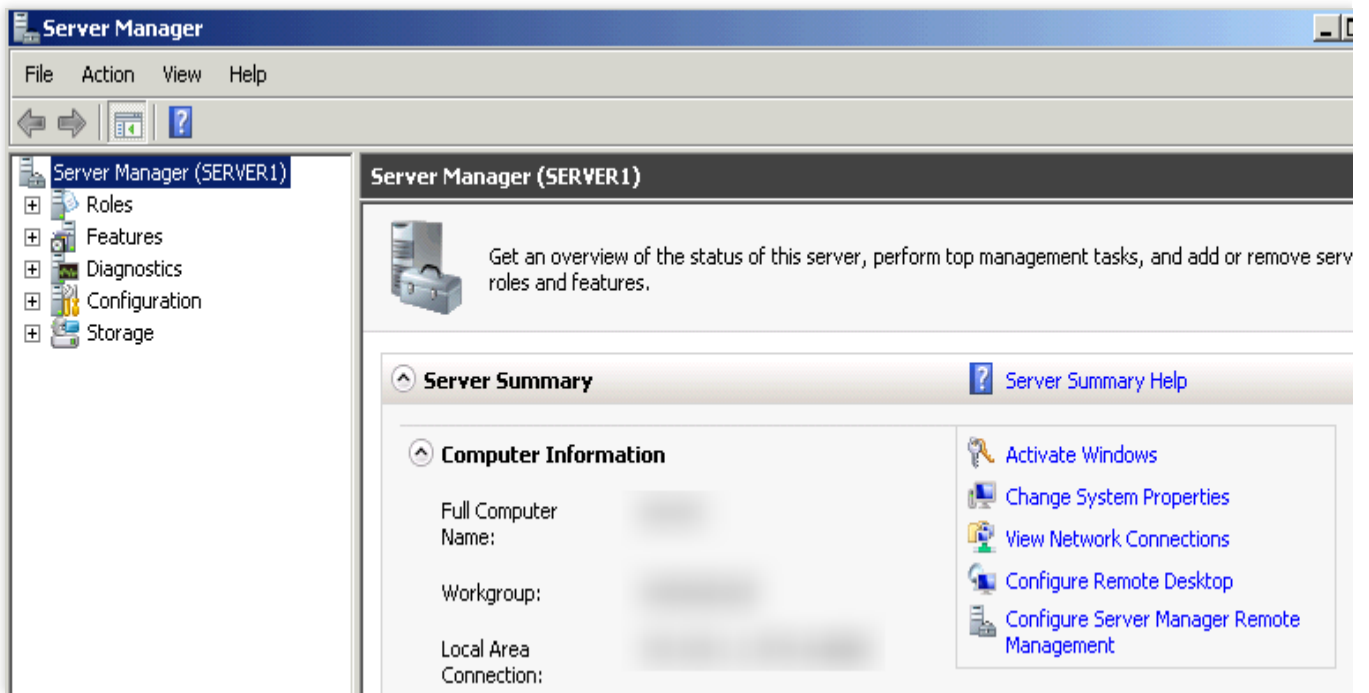 Server Manager
File Action View Help
Server Manager (SERVER1)
Roles
Features
Diagnostics
Configuration
Storage
Server Manager (SERVER1)
Get an overview of the status of this server, perform top management tasks, and add or remove serv
roles and features.
Server Summary
Server Summary Help
Computer Information
Full Computer
Name:
Workgroup:
Local Area
Connection:
Activate Windows
Change System Properties
View Network Connections
Configure Remote Desktop
Configure Server Manager Remote
Management